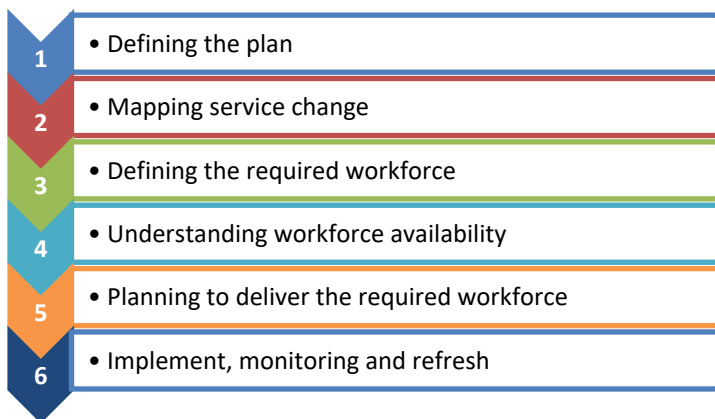 1 • Defining the plan
2 • Mapping service change
3 • Defining the required workforce
4 • Understanding workforce availability
5 • Planning to deliver the required workforce
6 • Implement, monitoring and refresh